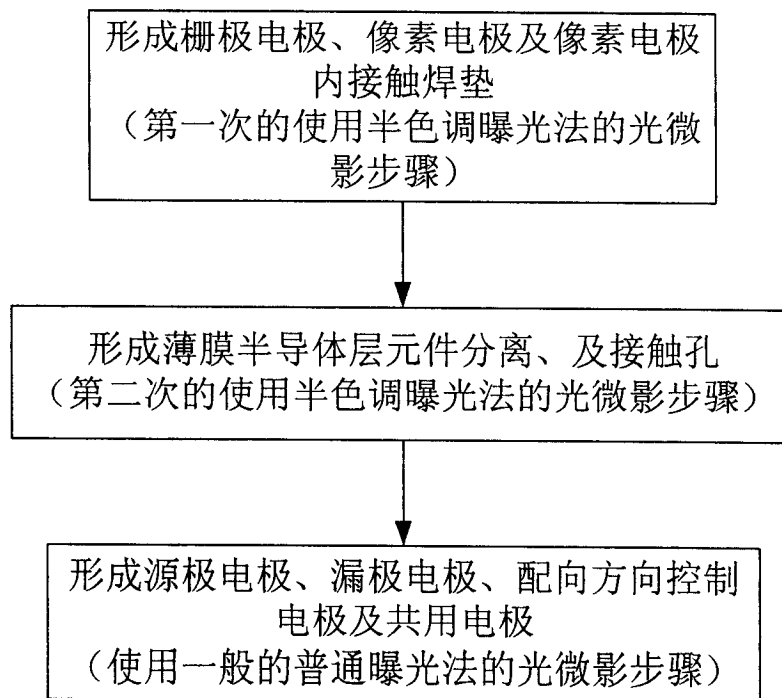 形成栅极电极、像素电极及像素电极
内接触焊垫
（第一次的使用半色调曝光法的光微
影步骤）
形成薄膜半导体层元件分离、及接触孔
（第二次的使用半色调曝光法的光微影步骤）
形成源极电极、漏极电极、配向方向控制
电极及共用电极
（使用一般的普通曝光法的光微影步骤）